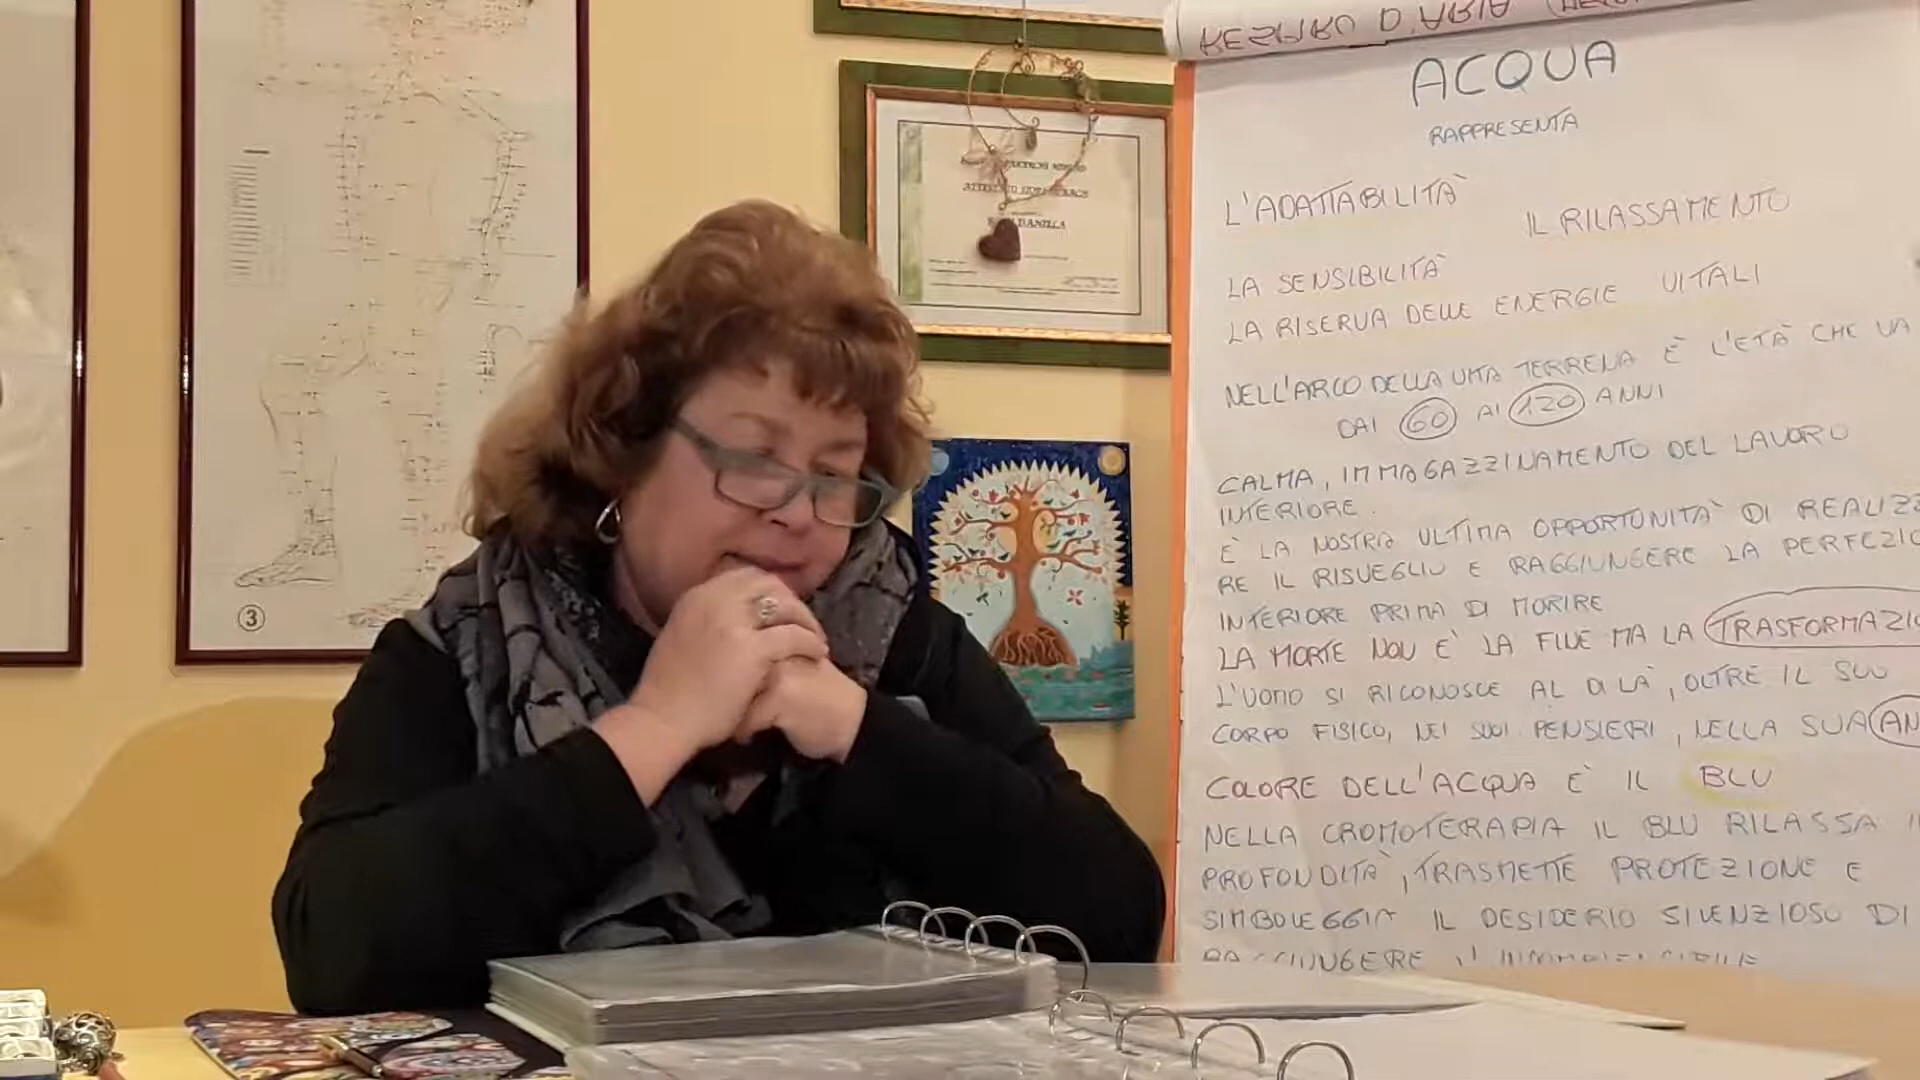 ACQUA
RAPPRESENTA
L'ADATTABILITÀ
IL RILASSAMENTO
LA SENSIBILITÀ
LA RISERVA DELLE ENERGIE VITALI
NELL'ARCO DELLA VITA TERRENA È L'ETÀ CHE VA
DAI 60 AI 120 ANNI
CALMA, IMMAGAZZINAMENTO DEL LAVORO
INTERIORE.
E' LA NOSTRA ULTIMA OPPORTUNITÀ DI REALIZZ
RE IL RISVEGLIO E RAGGIUNGERE LA PERFEZIO
INTERIORE PRIMA DI MORIRE
LA MORTE NON E' LA FINE MA LA TRASFORMAZIO
L'UOMO SI RICONOSCE AL DI LÀ, OLTRE IL SUO
CORPO FISICO, NEI SUOI PENSIERI, NELLA SUA AN
COLORE DELL'ACQUA E' IL BLU
NELLA CROMOTERAPIA IL BLU RILASSA I
PROFONDITÀ, TRASMETTE PROTEZIONE E
SIMBOLEGGIA IL DESIDERIO SILENZIOSO DI
3